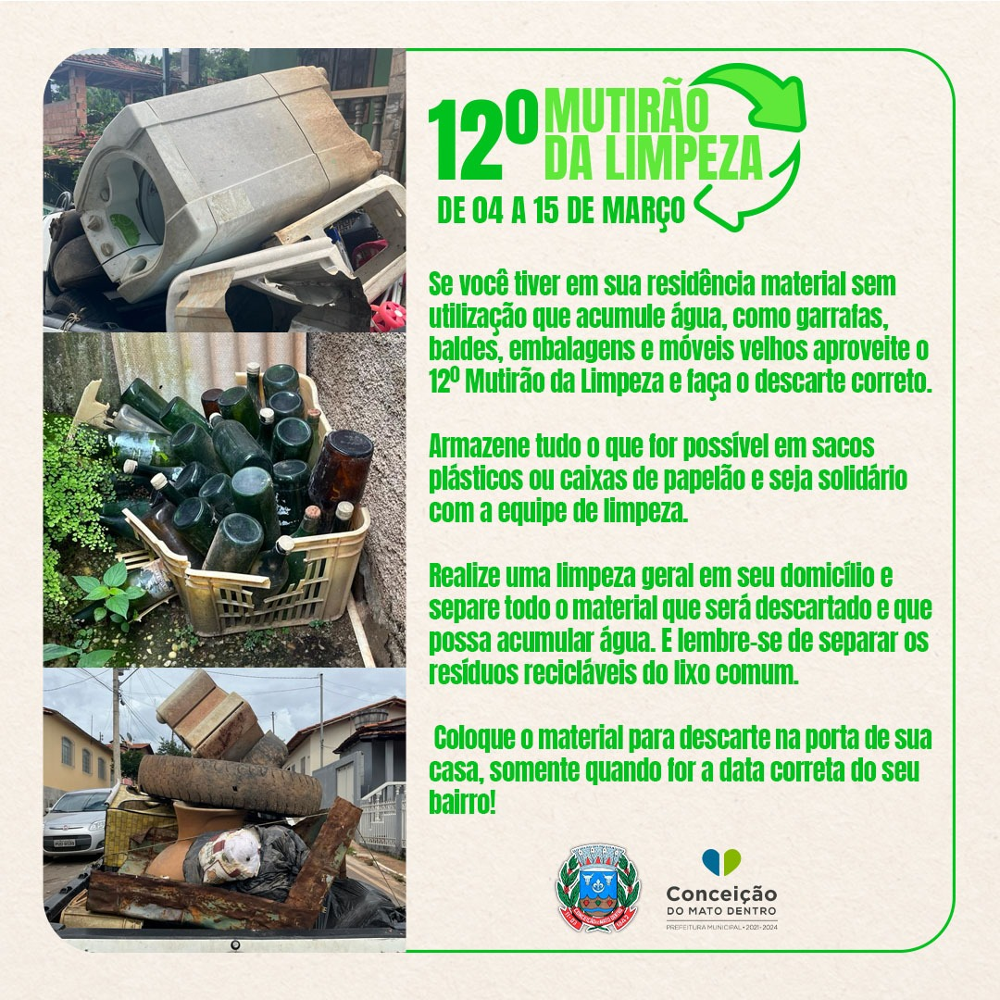 12º MUTIRÃO
DA LIMPEZA
DE 04 A 15 DE MARÇO
Se você tiver em sua residência material sem
utilização que acumule água, como garrafas,
baldes, embalagens e móveis velhos aproveite o
12º Mutirão da Limpeza e faça o descarte correto.
Armazene tudo o que for possível em sacos
plásticos ou caixas de papelão e seja solidário
com a equipe de limpeza.
Realize uma limpeza geral em seu domicílio e
separe todo o material que será descartado e que
possa acumular água. E lembre-se de separar os
resíduos recicláveis do lixo comum.
Coloque o material para descarte na porta de sua
casa, somente quando for a data correta do seu
bairro!
Conceição
DO MATO DENTRO
PREFEITURA MUNICIPAL • 2021-2024
CONCEIÇÃO DO MATO DENTRO